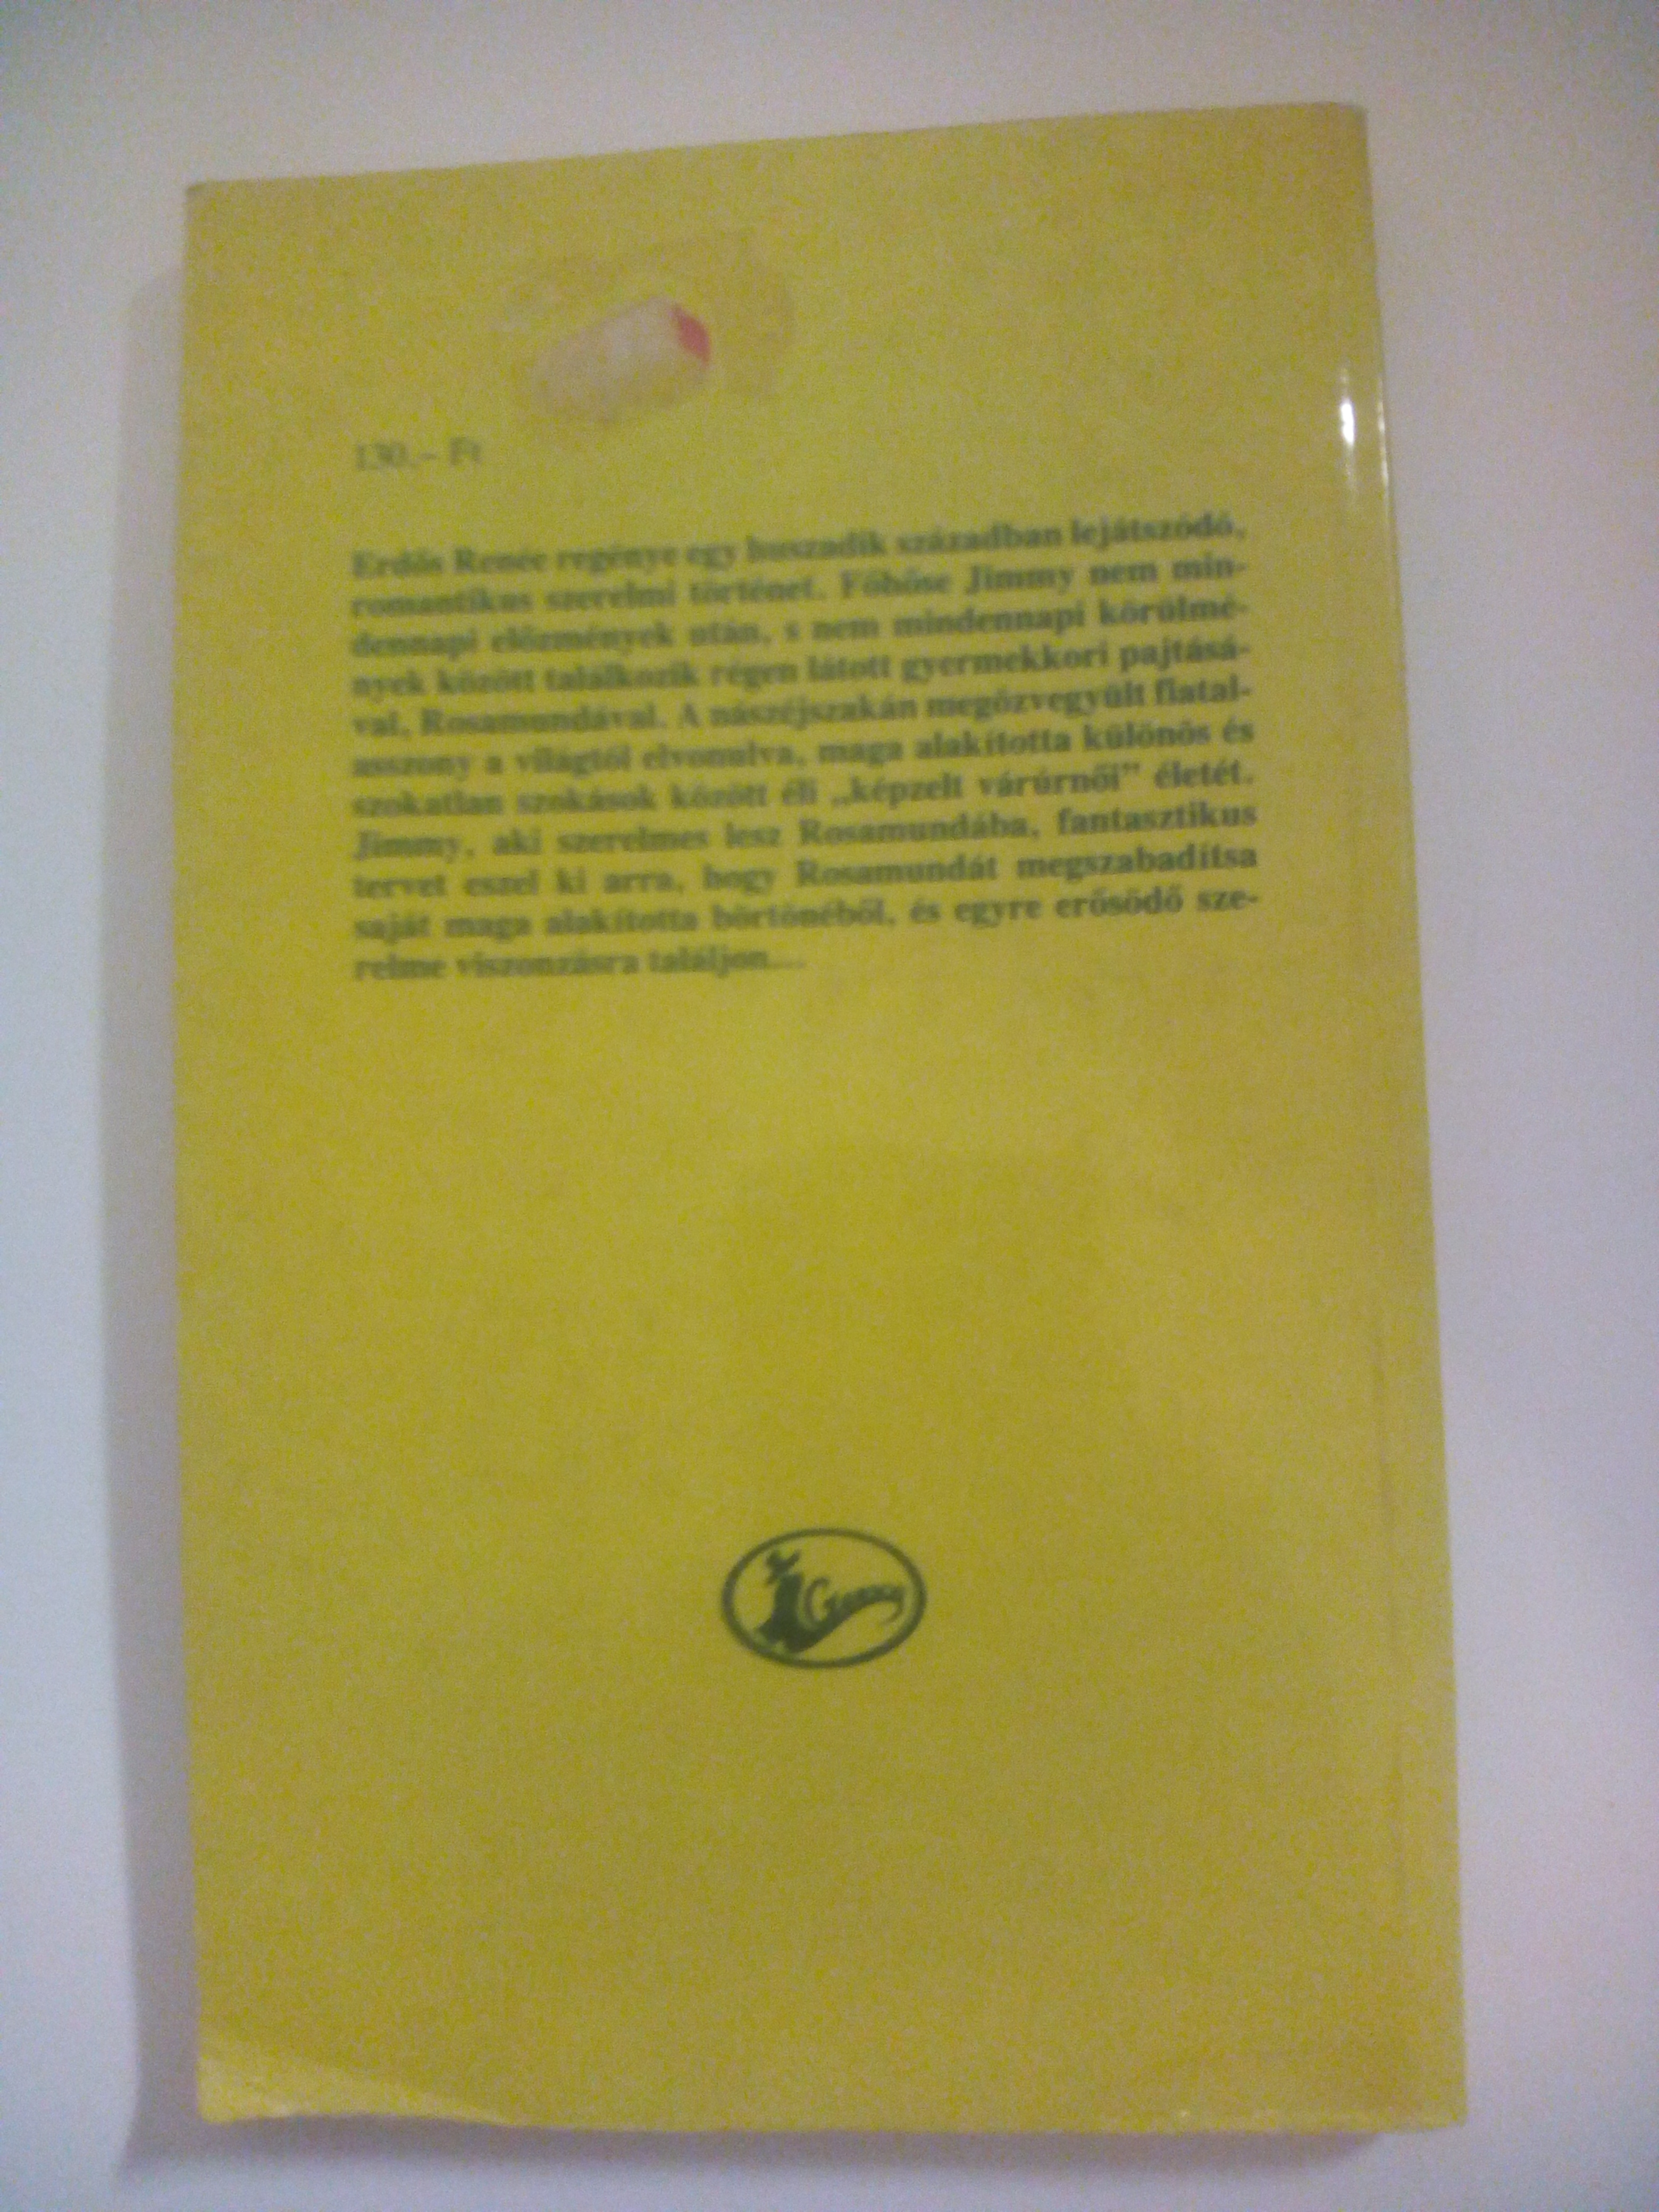 130,– Ft
Erdős Renée regénye egy huszadik században lejátszódó,
romantikus szerelmi történet. Főhőse Jimmy nem min-
dennapi előzmények után, s nem mindennapi körülmé-
nyek között találkozik régen látott gyermekkori pajtásá-
val, Rosamundával. A nászéjszakán megözvegyült fiatal-
asszony a világtól elvonulva, maga alakította különös és
szokatlan szokások között éli „képzelt várúrnői” életét.
Jimmy, aki szerelmes lesz Rosamundába, fantasztikus
tervet eszel ki arra, hogy Rosamundát megszabadítsa
saját maga alakította börtönéből, és egyre erősödő sze-
relme viszonzásra találjon...